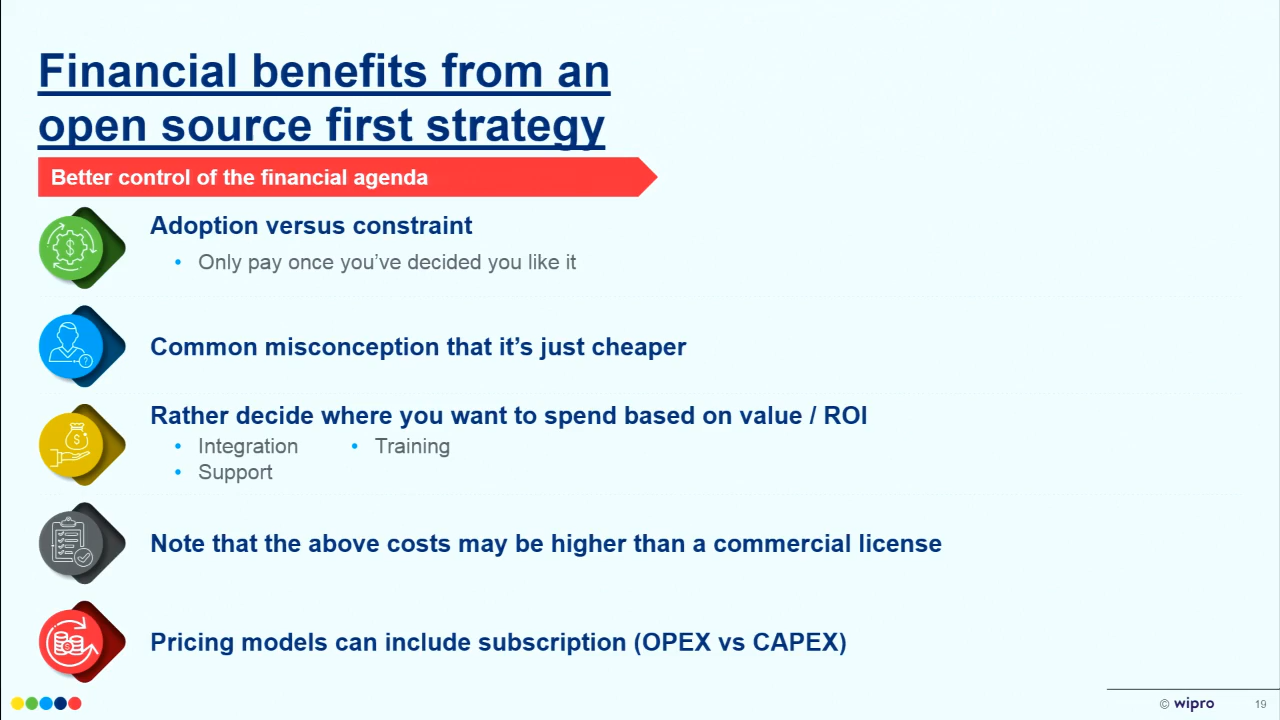 Financial benefits from an
open source first strategy
Better control of the financial agenda
Adoption versus constraint
• Only pay once you’ve decided you like it
Common misconception that it’s just cheaper
Rather decide where you want to spend based on value / ROI
• Integration • Training
• Support
Note that the above costs may be higher than a commercial license
Pricing models can include subscription (OPEX vs CAPEX)
© wipro 19